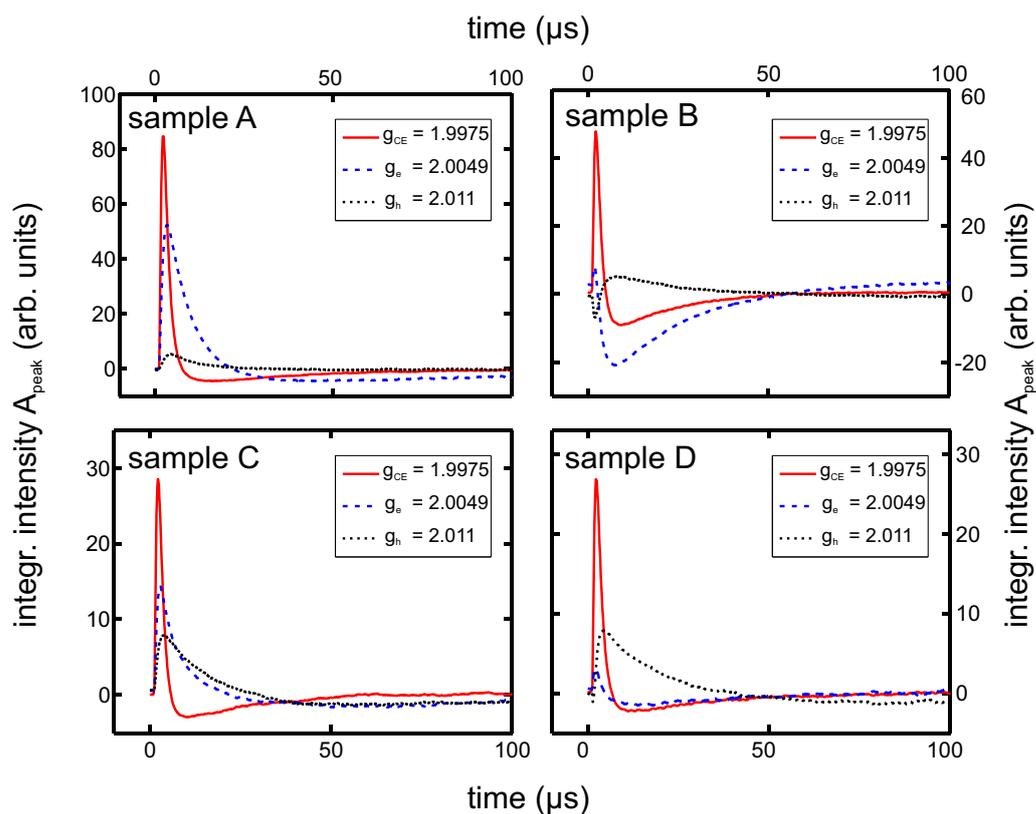 time (µs)
0 50 100
0 50 100
sample A
100
80
60
40
20
0
g_CE = 1.9975
g_e = 2.0049
g_h = 2.011
sample B
g_CE = 1.9975
g_e = 2.0049
g_h = 2.011
60
40
20
0
-20
integr. intensity A_peak (arb. units)
integr. intensity A_peak (arb. units)
sample C
30
20
10
0
g_CE = 1.9975
g_e = 2.0049
g_h = 2.011
sample D
g_CE = 1.9975
g_e = 2.0049
g_h = 2.011
30
20
10
0
0 50 100
0 50 100
time (µs)